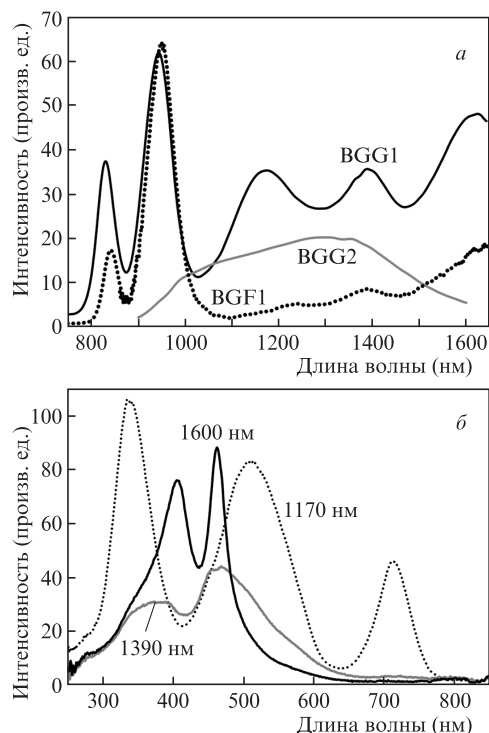 Интенсивность (произв. ед.)
70
60
50
40
30
20
10
0
а
BGG1
BGG2
BGF1
800 1000 1200 1400 1600
Длина волны (нм)
Интенсивность (произв. ед.)
100
80
60
40
20
0
б
1600 нм
1170 нм
1390 нм
300 400 500 600 700 800
Длина волны (нм)